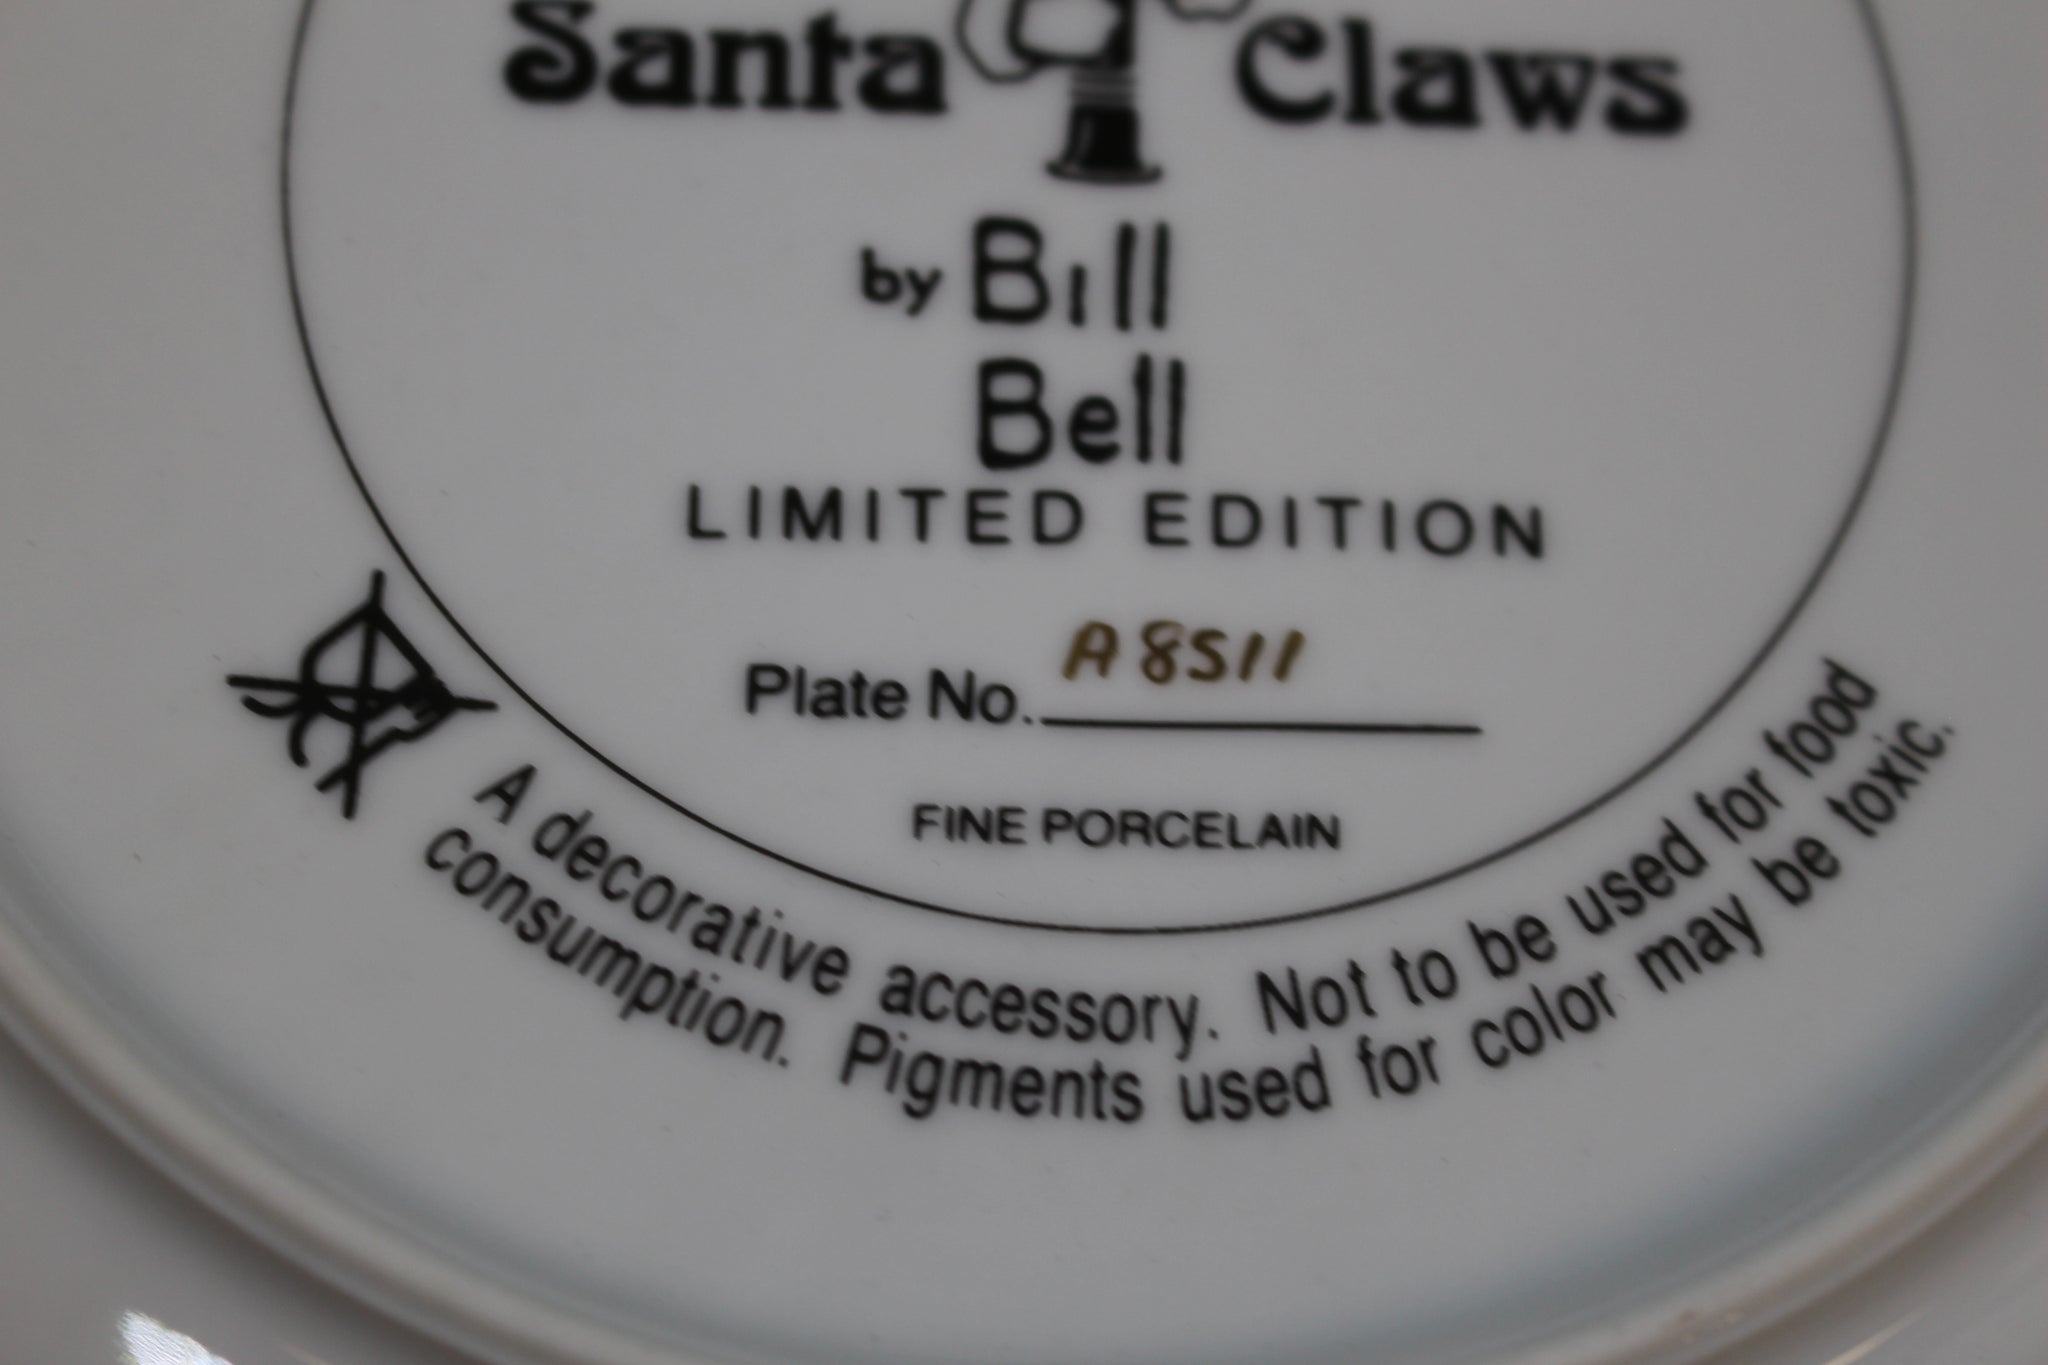 Santa Claws
by Bill
Bell
LIMITED EDITION
Plate No. A8511
FINE PORCELAIN
A decorative accessory. Not to be used for food
consumption. Pigments used for color may be toxic.